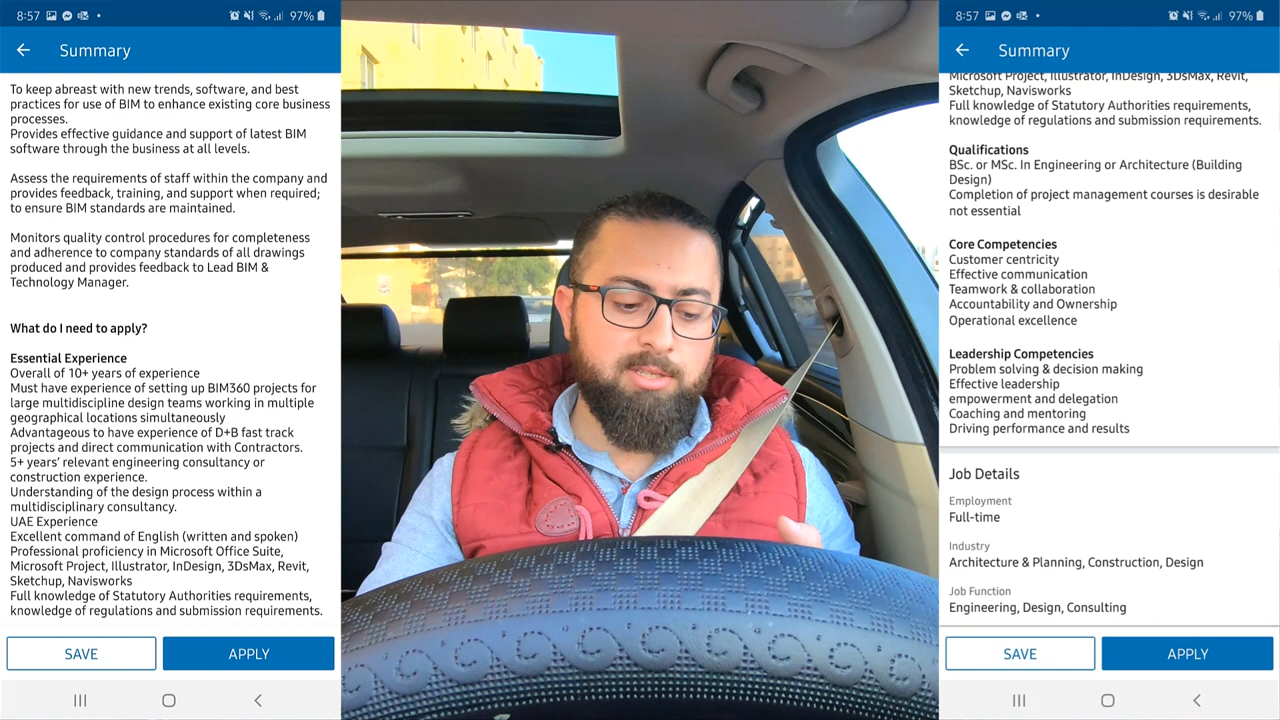 8:57
97%
Summary
To keep abreast with new trends, software, and best
practices for use of BIM to enhance existing core business
processes.
Provides effective guidance and support of latest BIM
software through the business at all levels.
Assess the requirements of staff within the company and
provides feedback, training, and support when required;
to ensure BIM standards are maintained.
Monitors quality control procedures for completeness
and adherence to company standards of all drawings
produced and provides feedback to Lead BIM &
Technology Manager.
What do I need to apply?
Essential Experience
Overall of 10+ years of experience
Must have experience of setting up BIM360 projects for
large multidiscipline design teams working in multiple
geographical locations simultaneously
Advantageous to have experience of D+B fast track
projects and direct communication with Contractors.
5+ years' relevant engineering consultancy or
construction experience.
Understanding of the design process within a
multidisciplinary consultancy.
UAE Experience
Excellent command of English (written and spoken)
Professional proficiency in Microsoft Office Suite,
Microsoft Project, Illustrator, InDesign, 3DsMax, Revit,
Sketchup, Navisworks
Full knowledge of Statutory Authorities requirements,
knowledge of regulations and submission requirements.
SAVE
APPLY
8:57
97%
Summary
Microsoft Project, Illustrator, InDesign, 3DsMax, Revit,
Sketchup, Navisworks
Full knowledge of Statutory Authorities requirements,
knowledge of regulations and submission requirements.
Qualifications
BSc. or MSc. In Engineering or Architecture (Building
Design)
Completion of project management courses is desirable
not essential
Core Competencies
Customer centricity
Effective communication
Teamwork & collaboration
Accountability and Ownership
Operational excellence
Leadership Competencies
Problem solving & decision making
Effective leadership
empowerment and delegation
Coaching and mentoring
Driving performance and results
Job Details
Employment
Full-time
Industry
Architecture & Planning, Construction, Design
Job Function
Engineering, Design, Consulting
SAVE
APPLY